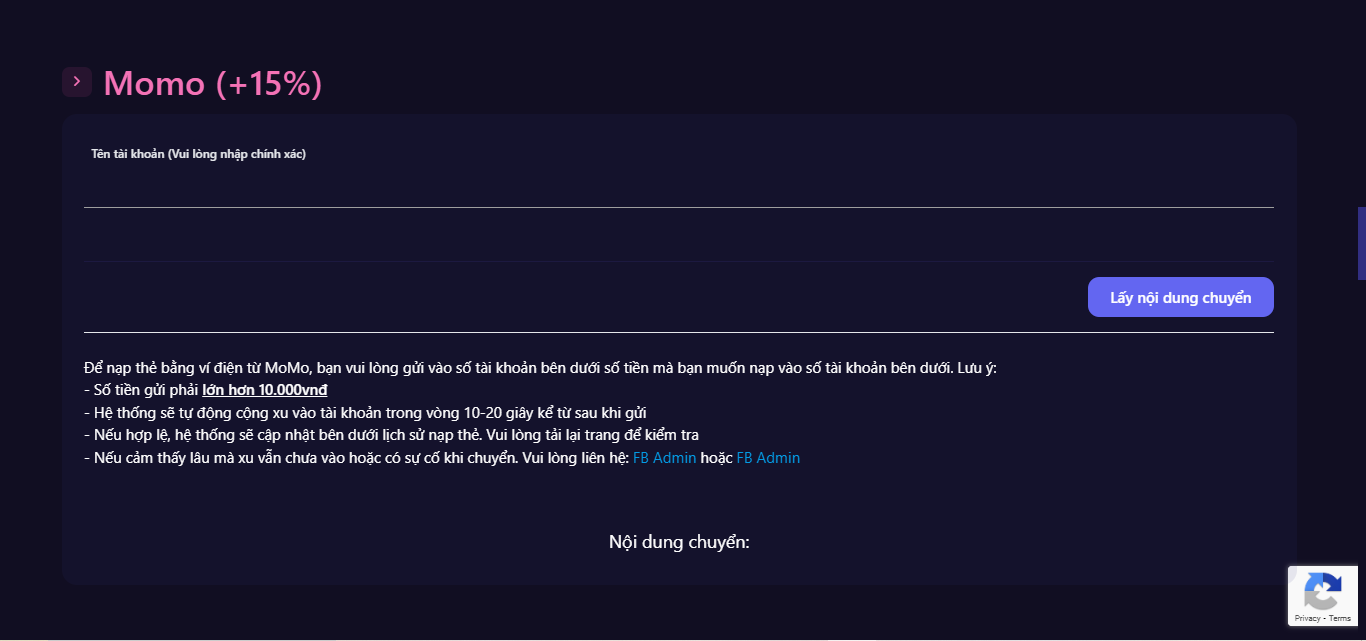 Momo (+15%)
Tên tài khoản (Vui lòng nhập chính xác)
Lấy nội dung chuyển
Để nạp thẻ bằng ví điện từ MoMo, bạn vui lòng gửi vào số tài khoản bên dưới số tiền mà bạn muốn nạp vào số tài khoản bên dưới. Lưu ý:
- Số tiền gửi phải lớn hơn 10.000vnđ
- Hệ thống sẽ tự động cộng xu vào tài khoản trong vòng 10-20 giây kể từ sau khi gửi
- Nếu hợp lệ, hệ thống sẽ cập nhật bên dưới lịch sử nạp thẻ. Vui lòng tải lại trang để kiểm tra
- Nếu cảm thấy lâu mà xu vẫn chưa vào hoặc có sự cố khi chuyển. Vui lòng liên hệ: FB Admin hoặc FB Admin
Nội dung chuyển:
Privacy - Terms